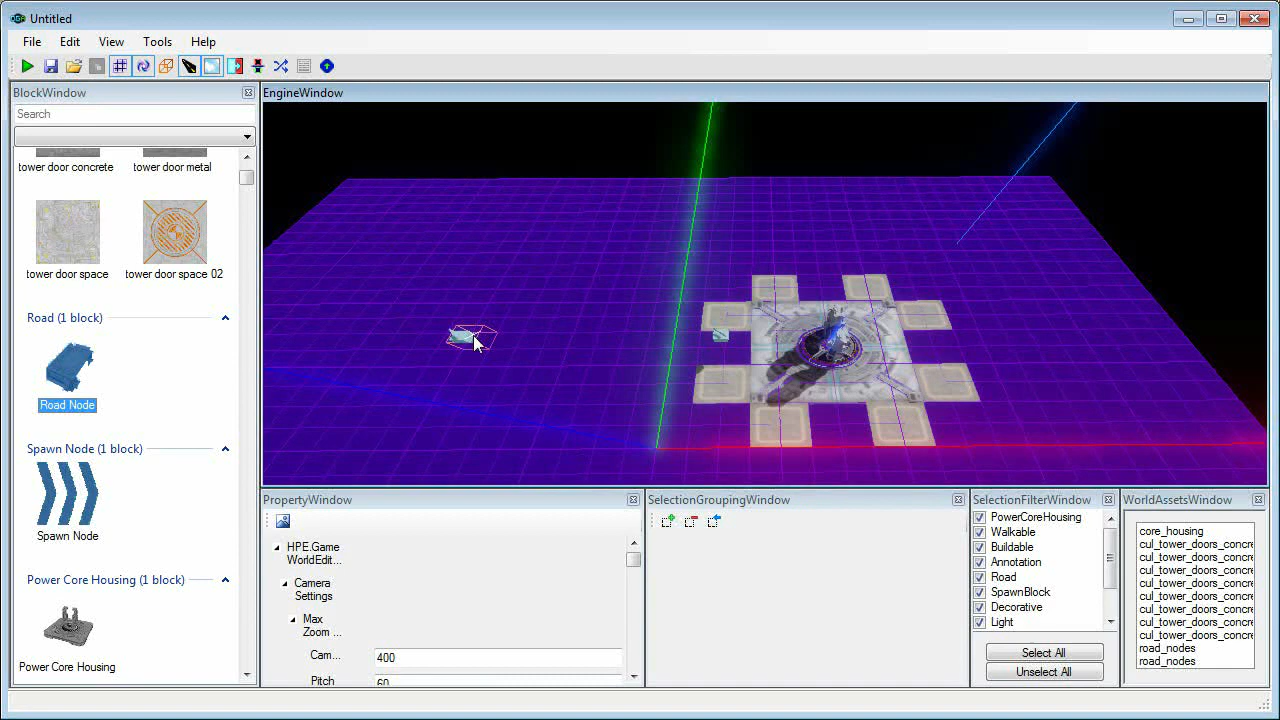 Untitled
File Edit View Tools Help
BlockWindow
Search
tower door concrete tower door metal
tower door space tower door space 02
Road (1 block)
Road Node
Spawn Node (1 block)
Spawn Node
Power Core Housing (1 block)
Power Core Housing
EngineWindow
PropertyWindow
HPE.Game
WorldEdit...
Camera
Settings
Max
Zoom ...
Cam... 400
Pitch 60
SelectionGroupingWindow
SelectionFilterWindow
PowerCoreHousing
Walkable
Buildable
Annotation
Road
SpawnBlock
Decorative
Light
Select All
Unselect All
WorldAssetsWindow
core_housing
cul_tower_doors_concre
cul_tower_doors_concre
cul_tower_doors_concre
cul_tower_doors_concre
cul_tower_doors_concre
cul_tower_doors_concre
cul_tower_doors_concre
cul_tower_doors_concre
road_nodes
road_nodes